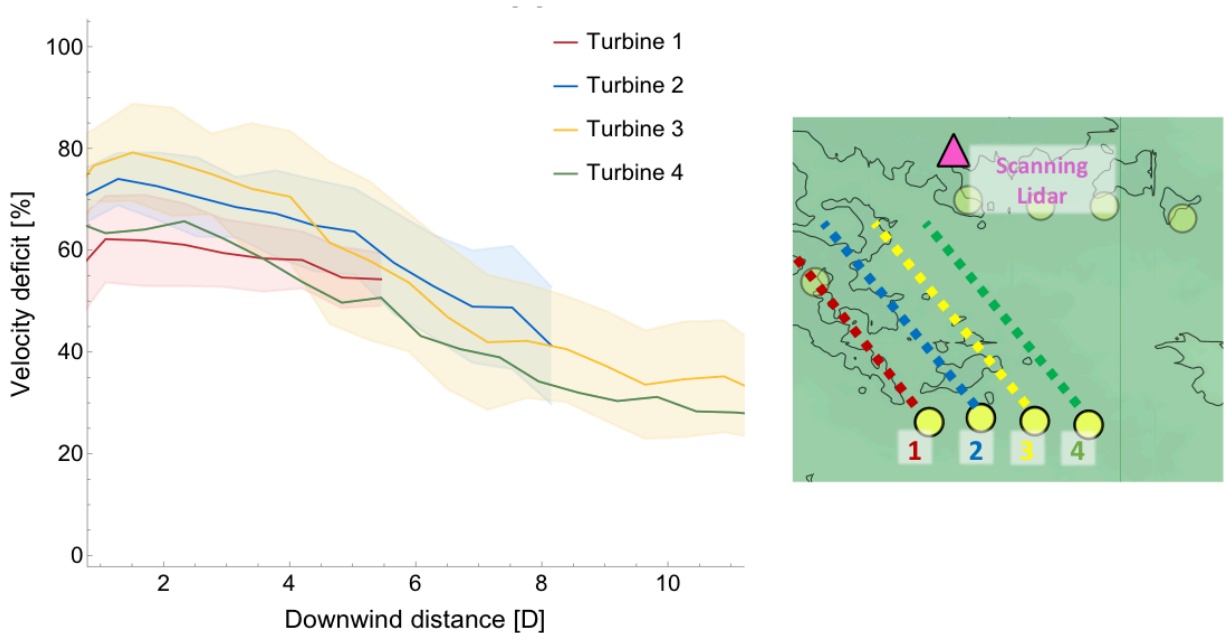 Turbine 1
Turbine 2
Turbine 3
Turbine 4
100
80
60
40
20
0
Velocity deficit [%]
2
4
6
8
10
Downwind distance [D]
Scanning
Lidar
1
2
3
4